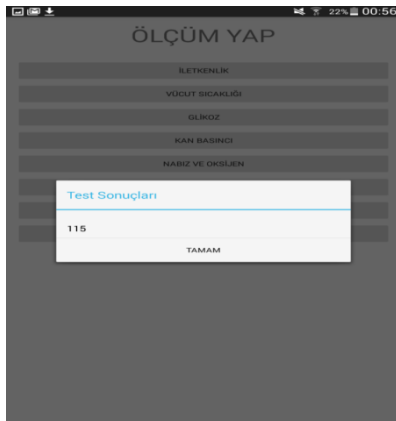 22% 00:56
ÖLÇÜM YAP
İLETKENLİK
VÜCUT SICAKLIĞI
GLİKOZ
KAN BASINCI
NABIZ VE OKSİJEN
Test Sonuçları
115
TAMAM